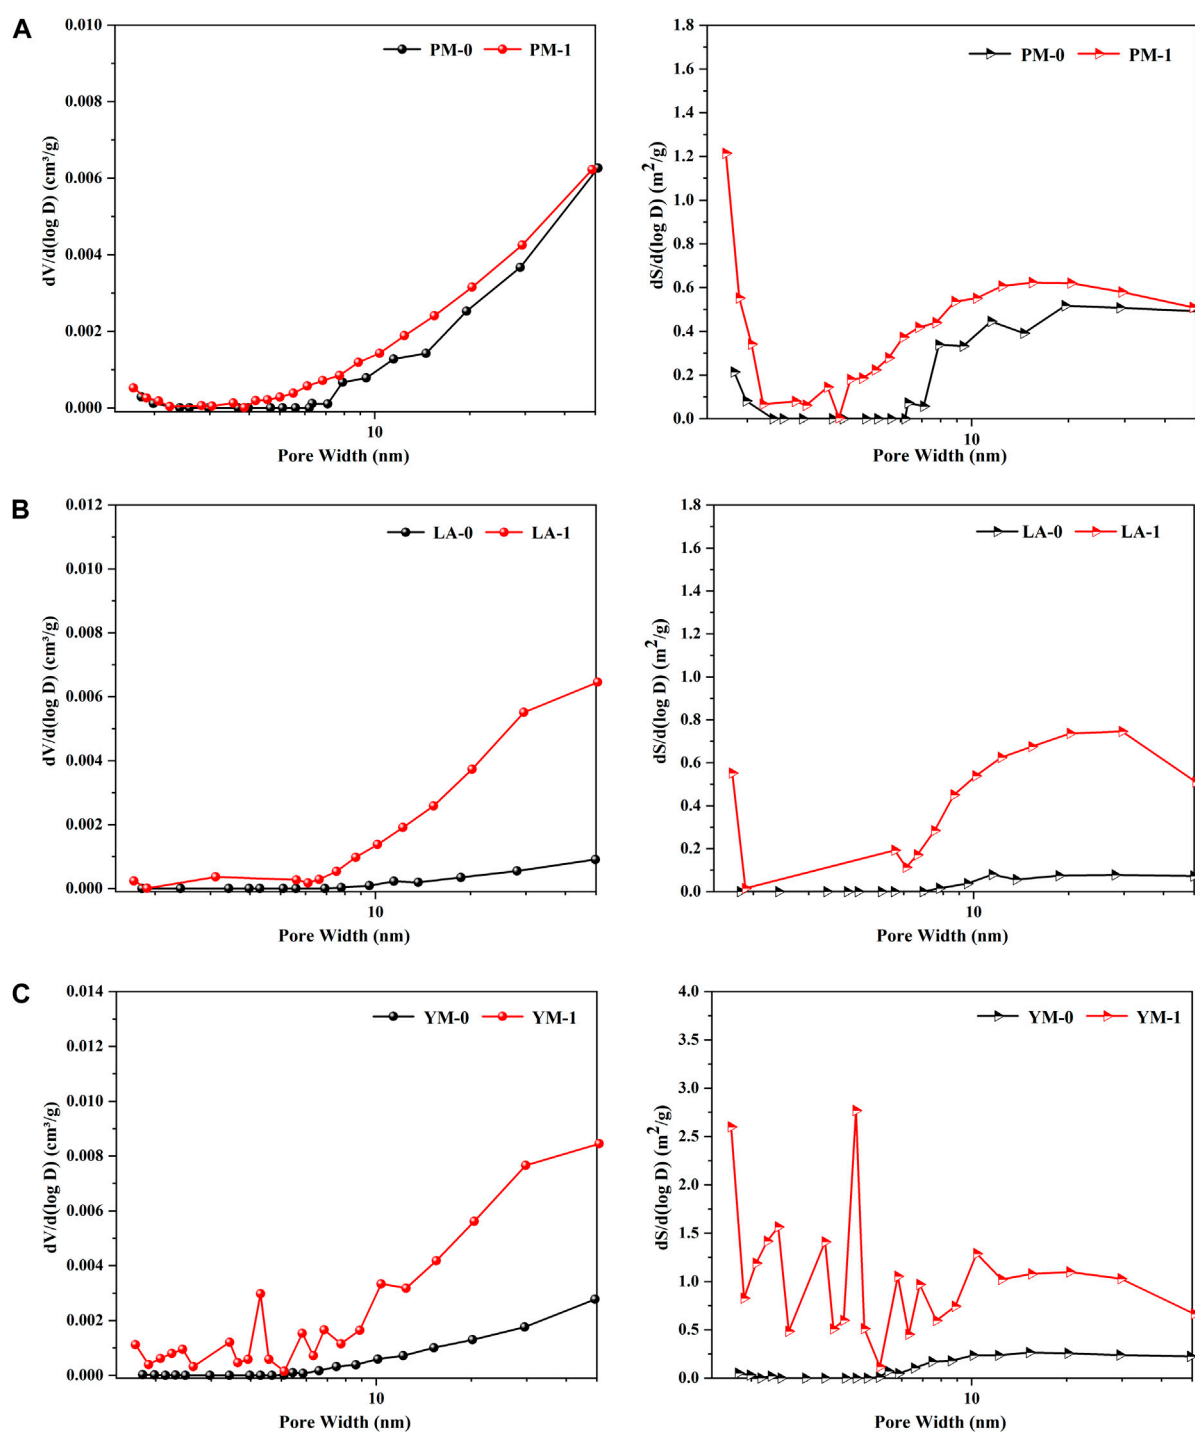 A
PM-0 PM-1
dV/d(log D) (cm³/g)
0.010
0.008
0.006
0.004
0.002
0.000
10
Pore Width (nm)
PM-0 PM-1
dS/d(log D) (m²/g)
1.8
1.6
1.4
1.2
1.0
0.8
0.6
0.4
0.2
0.0
10
Pore Width (nm)
B
LA-0 LA-1
dV/d(log D) (cm³/g)
0.012
0.010
0.008
0.006
0.004
0.002
0.000
10
Pore Width (nm)
LA-0 LA-1
dS/d(log D) (m²/g)
1.8
1.6
1.4
1.2
1.0
0.8
0.6
0.4
0.2
0.0
10
Pore Width (nm)
C
YM-0 YM-1
dV/d(log D) (cm³/g)
0.014
0.012
0.010
0.008
0.006
0.004
0.002
0.000
10
Pore Width (nm)
YM-0 YM-1
dS/d(log D) (m²/g)
4.0
3.5
3.0
2.5
2.0
1.5
1.0
0.5
0.0
10
Pore Width (nm)